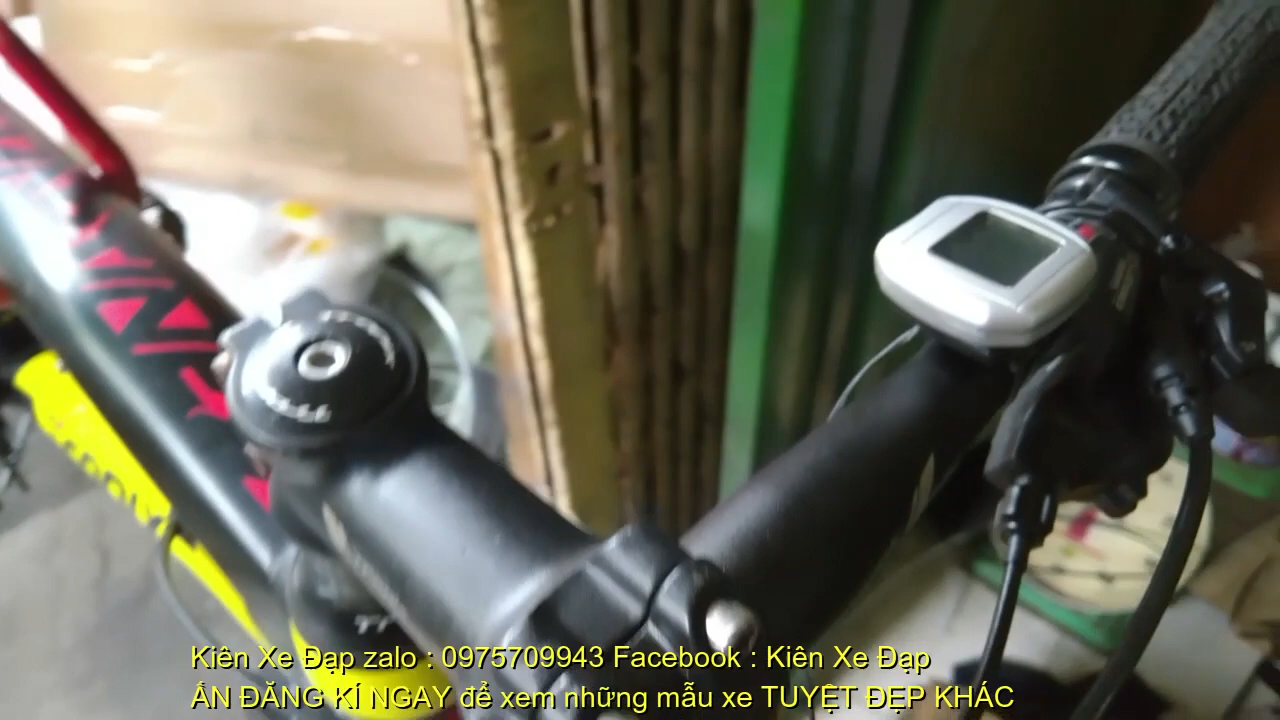 Kiên Xe Đạp zalo : 0975709943 Facebook : Kiên Xe Đạp
ẤN ĐĂNG KÍ NGAY để xem những mẫu xe TUYỆT ĐẸP KHÁC